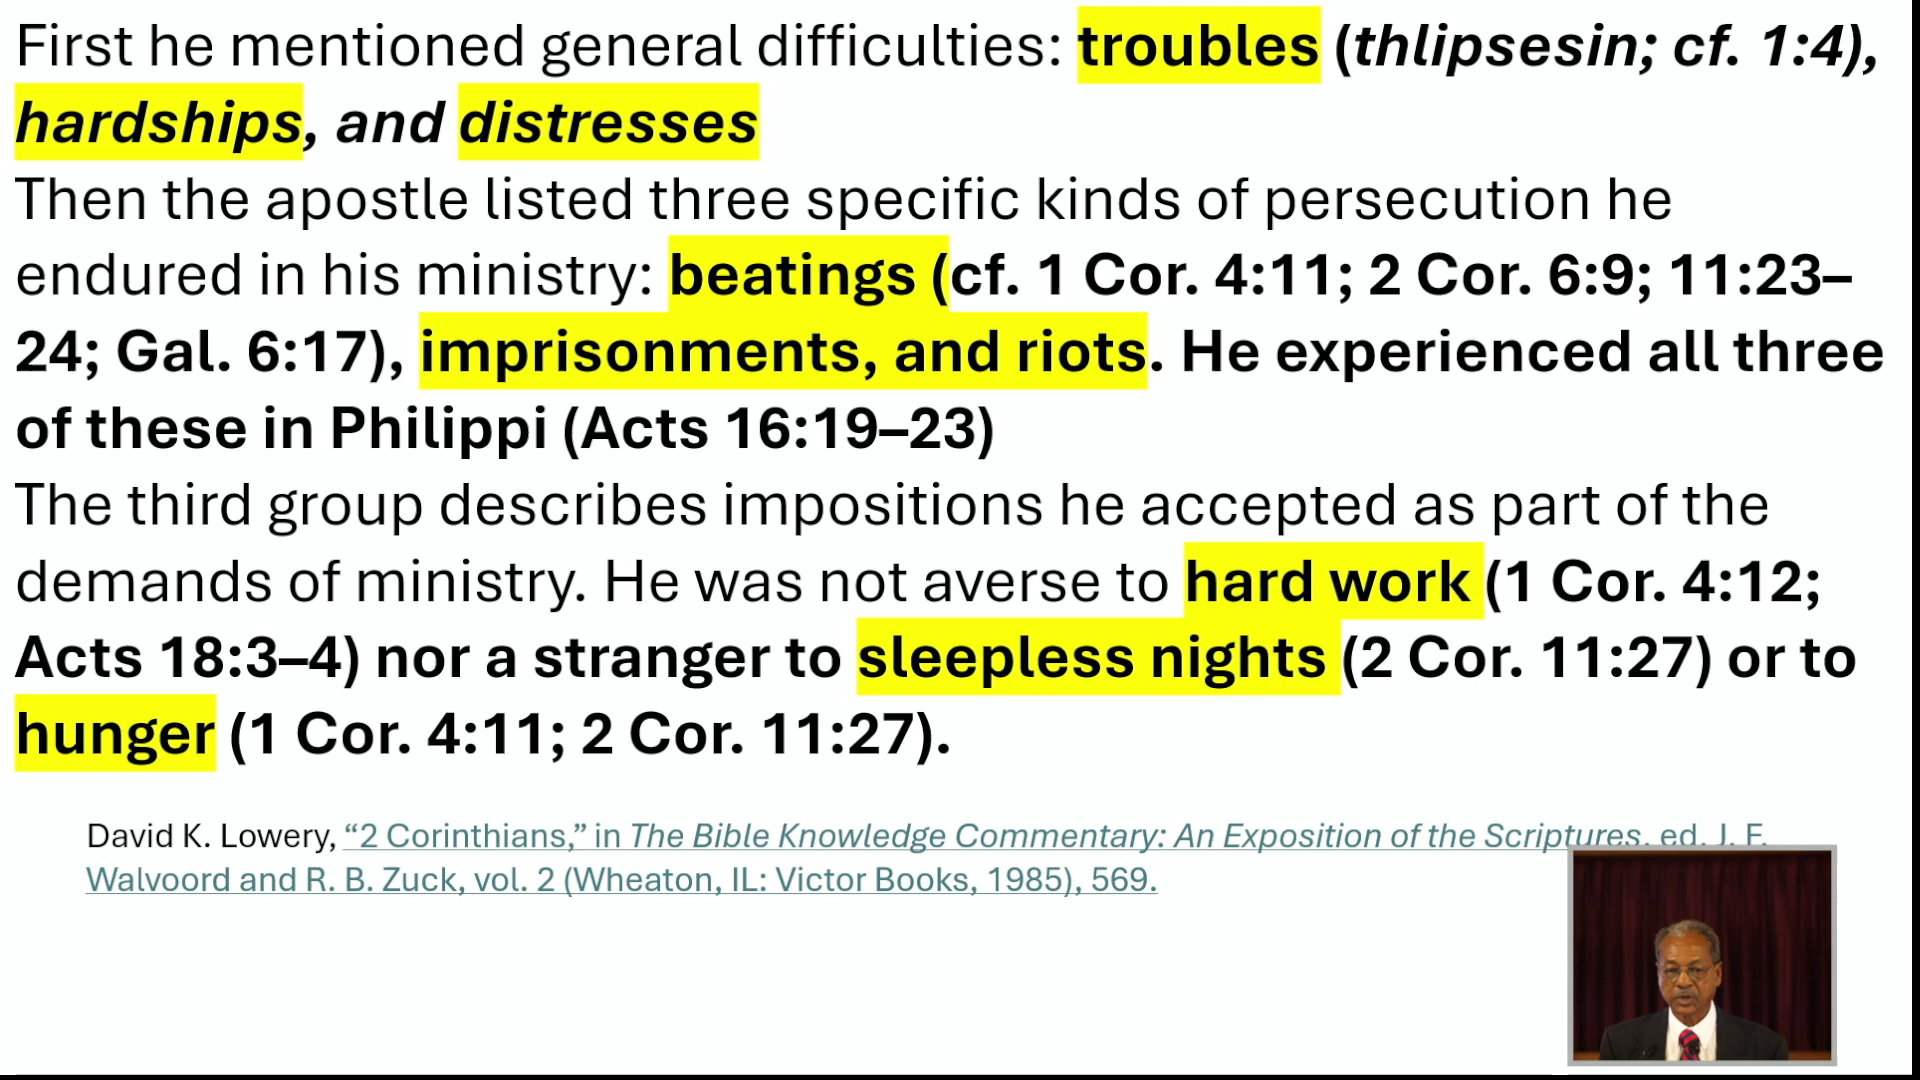 First he mentioned general difficulties: troubles (thlipsesin; cf. 1:4),
hardships, and distresses
Then the apostle listed three specific kinds of persecution he
endured in his ministry: beatings (cf. 1 Cor. 4:11; 2 Cor. 6:9; 11:23–
24; Gal. 6:17), imprisonments, and riots. He experienced all three
of these in Philippi (Acts 16:19–23)
The third group describes impositions he accepted as part of the
demands of ministry. He was not averse to hard work (1 Cor. 4:12;
Acts 18:3–4) nor a stranger to sleepless nights (2 Cor. 11:27) or to
hunger (1 Cor. 4:11; 2 Cor. 11:27).
David K. Lowery, “2 Corinthians,” in The Bible Knowledge Commentary: An Exposition of the Scriptures, ed. J. F.
Walvoord and R. B. Zuck, vol. 2 (Wheaton, IL: Victor Books, 1985), 569.